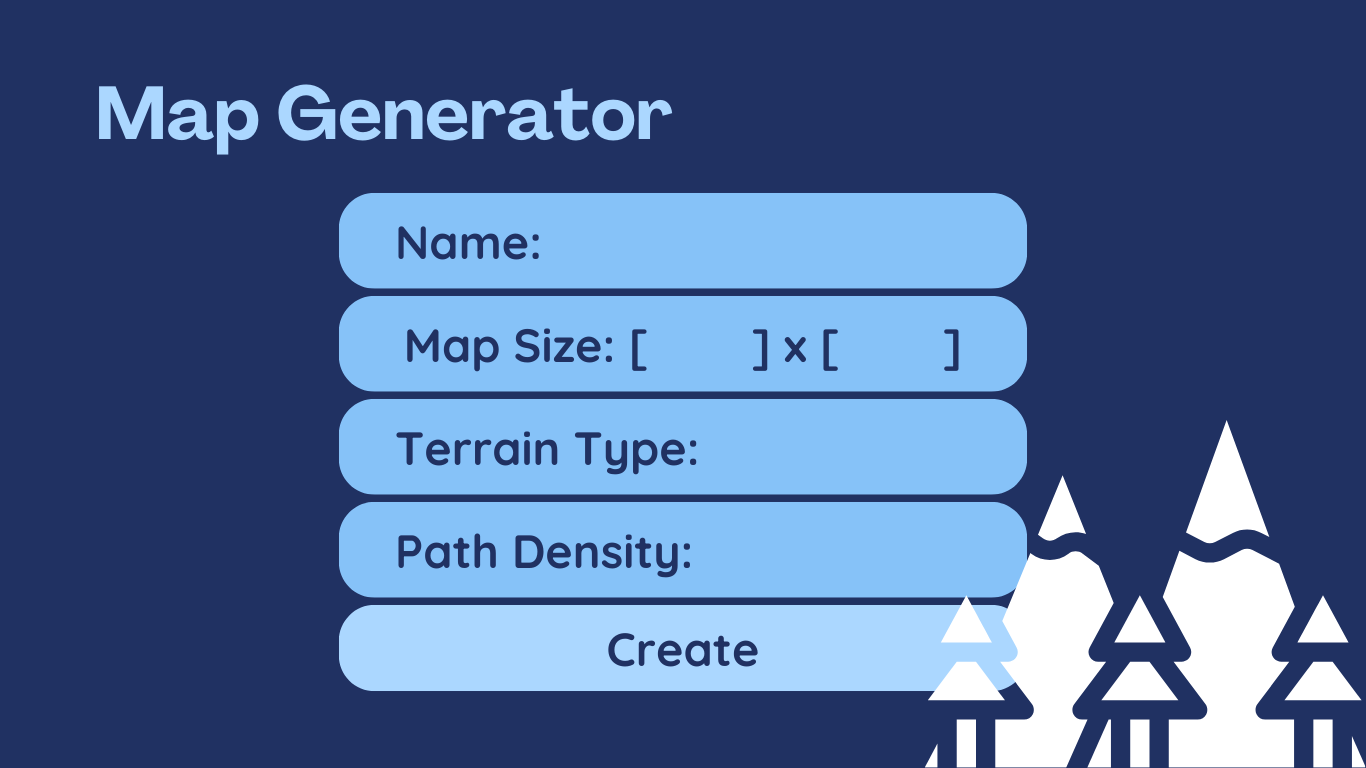 Map Generator
Name:
Map Size: [ ] x [ ]
Terrain Type:
Path Density:
Create